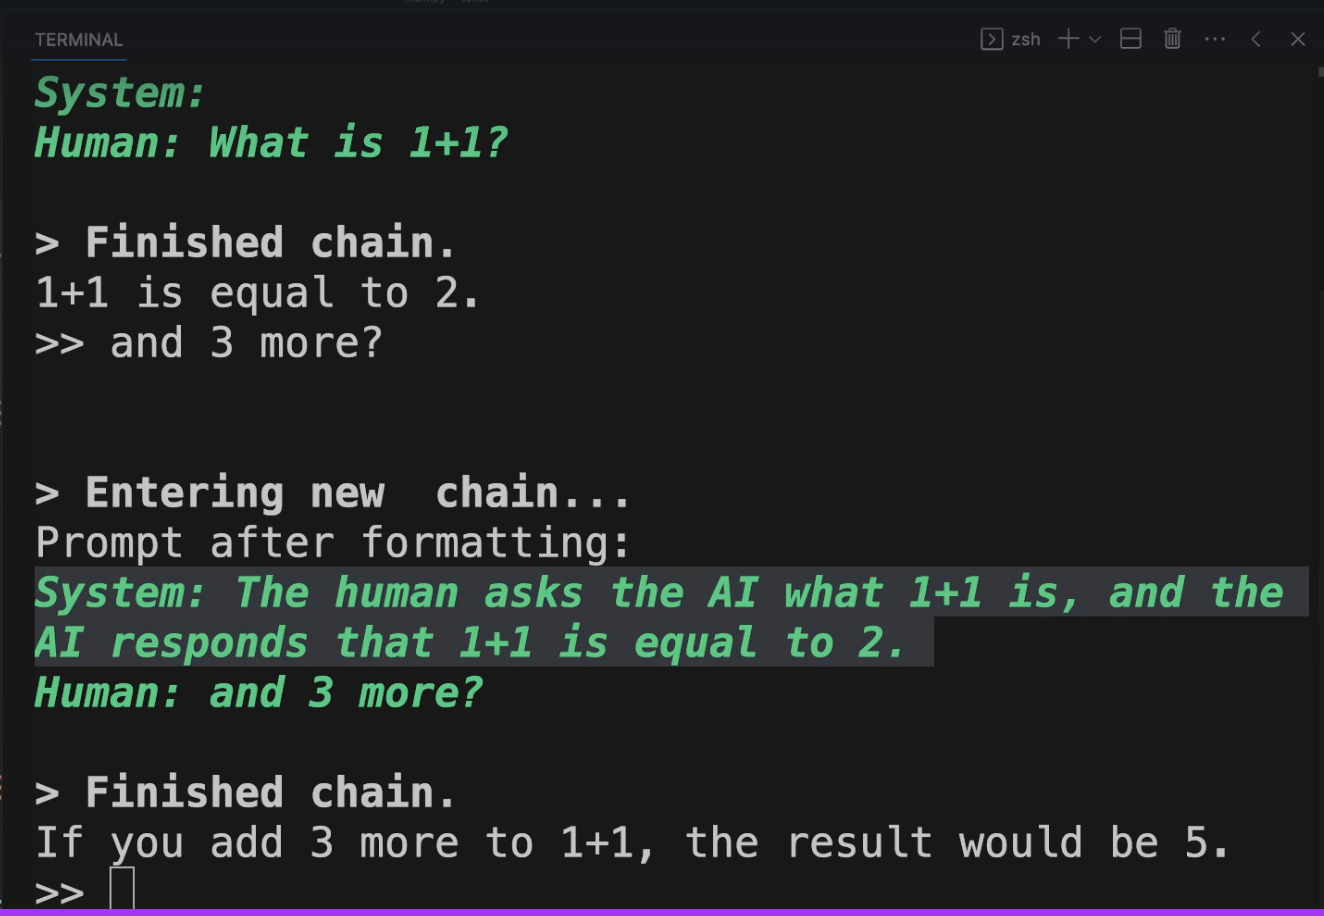 TERMINAL
zsh
System:
Human: What is 1+1?
> Finished chain.
1+1 is equal to 2.
>> and 3 more?
> Entering new  chain...
Prompt after formatting:
System: The human asks the AI what 1+1 is, and the
AI responds that 1+1 is equal to 2.
Human: and 3 more?
> Finished chain.
If you add 3 more to 1+1, the result would be 5.
>>